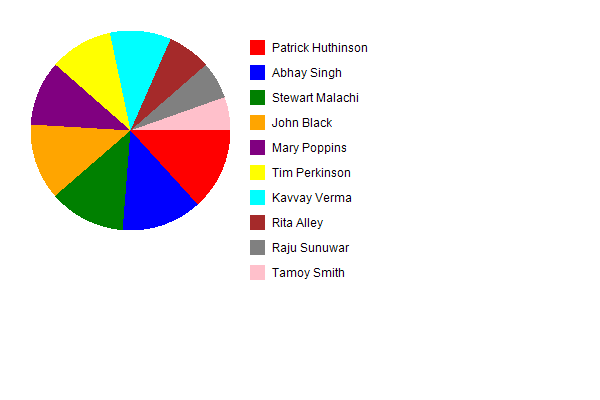 Patrick Huthinson
Abhay Singh
Stewart Malachi
John Black
Mary Poppins
Tim Perkinson
Kavvay Verma
Rita Alley
Raju Sunuwar
Tamoy Smith